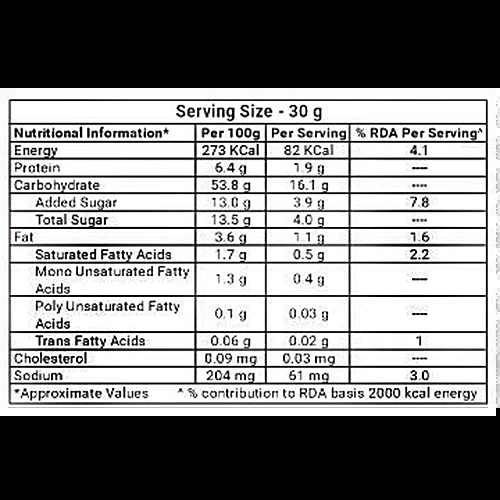 Serving Size - 30 g
Nutritional Information* Per 100g Per Serving % RDA Per Serving^
Energy 273 KCal 82 KCal 4.1
Protein 6.4 g 1.9 g ----
Carbohydrate 53.8 g 16.1 g ----
Added Sugar 13.0 g 3.9 g 7.8
Total Sugar 13.5 g 4.0 g ----
Fat 3.6 g 1.1 g 1.6
Saturated Fatty Acids 1.7 g 0.5 g 2.2
Mono Unsaturated Fatty
Acids 1.3 g 0.4 g ----
Poly Unsaturated Fatty
Acids 0.1 g 0.03 g ----
Trans Fatty Acids 0.06 g 0.02 g 1
Cholesterol 0.09 mg 0.03 mg ----
Sodium 204 mg 61 mg 3.0
*Approximate Values ^ % contribution to RDA basis 2000 kcal energy